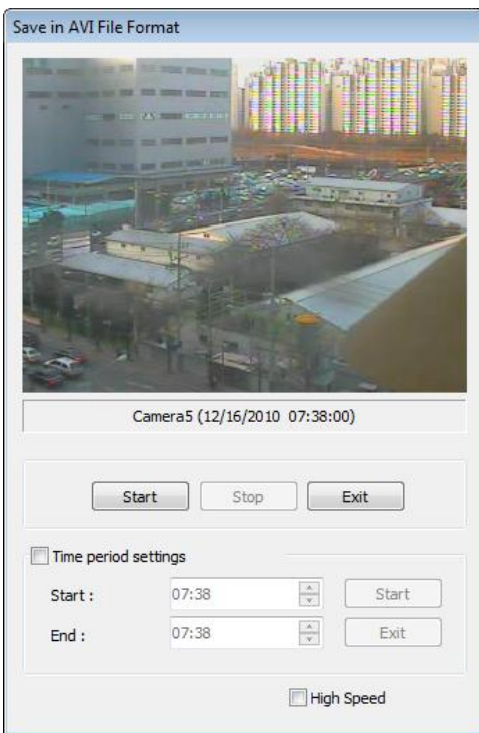 Save in AVI File Format
Camera5 (12/16/2010 07:38:00)
Start Stop Exit
Time period settings
Start : 07:38 Start
End : 07:38 Exit
High Speed